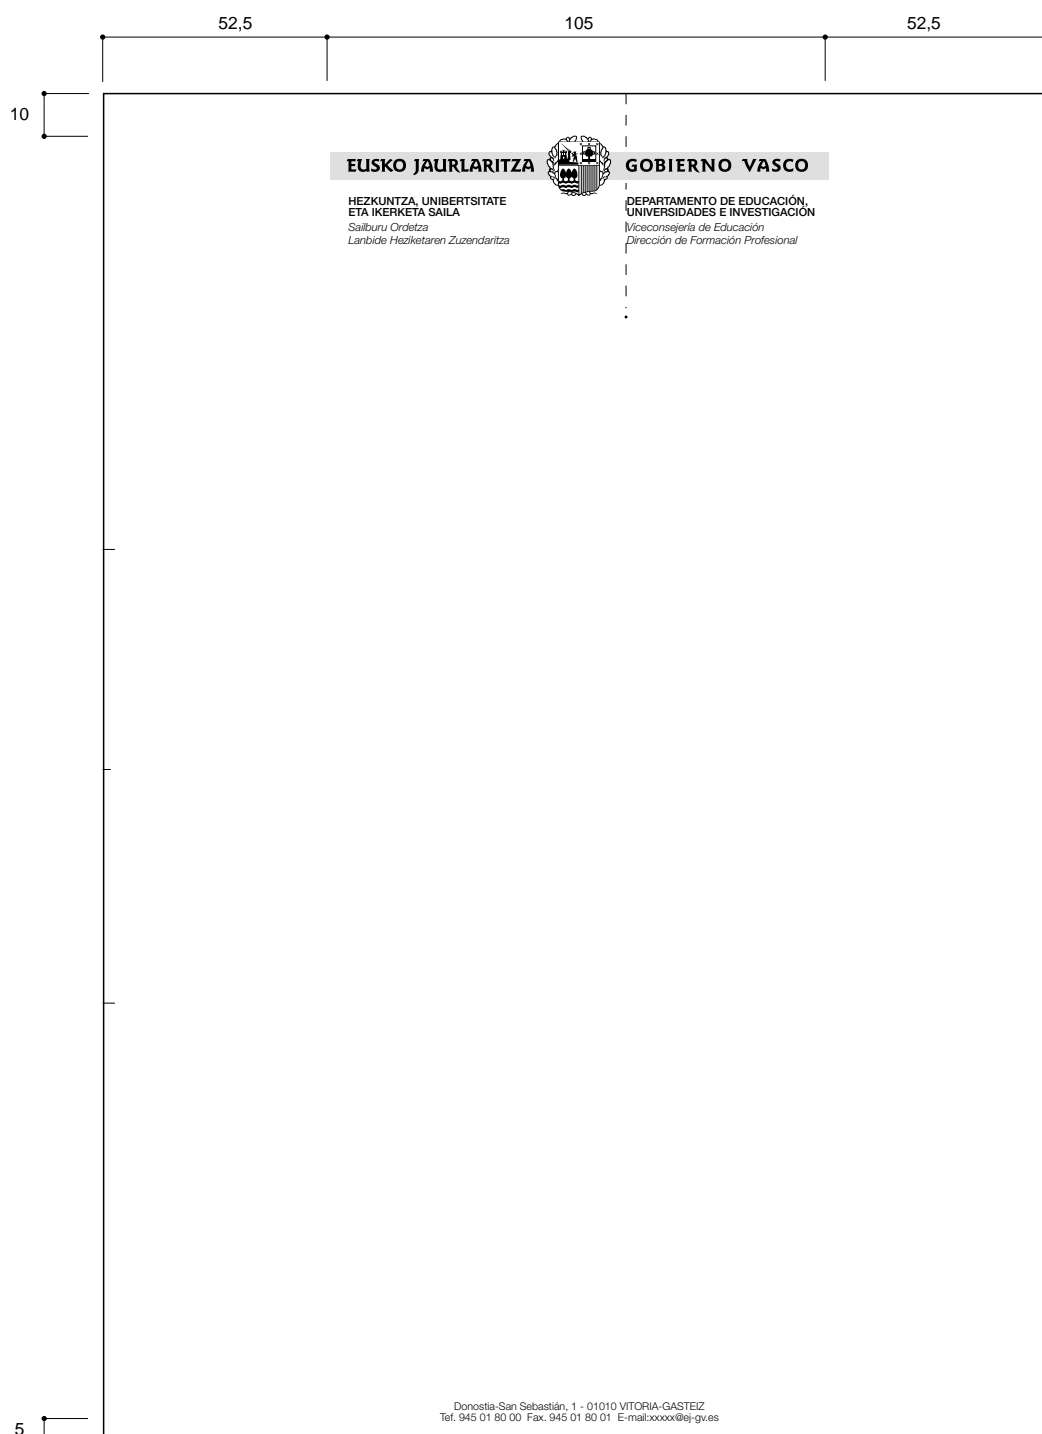 52,5 105 52,5
10
EUSKO JAURLARITZA GOBIERNO VASCO
HEZKUNTZA, UNIBERTSITATE
ETA IKERKETA SAILA
Sailburu Ordetza
Lanbide Heziketaren Zuzendaritza
DEPARTAMENTO DE EDUCACIÓN,
UNIVERSIDADES E INVESTIGACIÓN
Viceconsejería de Educación
Dirección de Formación Profesional
Donostia-San Sebastián, 1 - 01010 VITORIA-GASTEIZ
Tef. 945 01 80 00 Fax. 945 01 80 01 E-mail:xxxxx@ej-gv.es
5